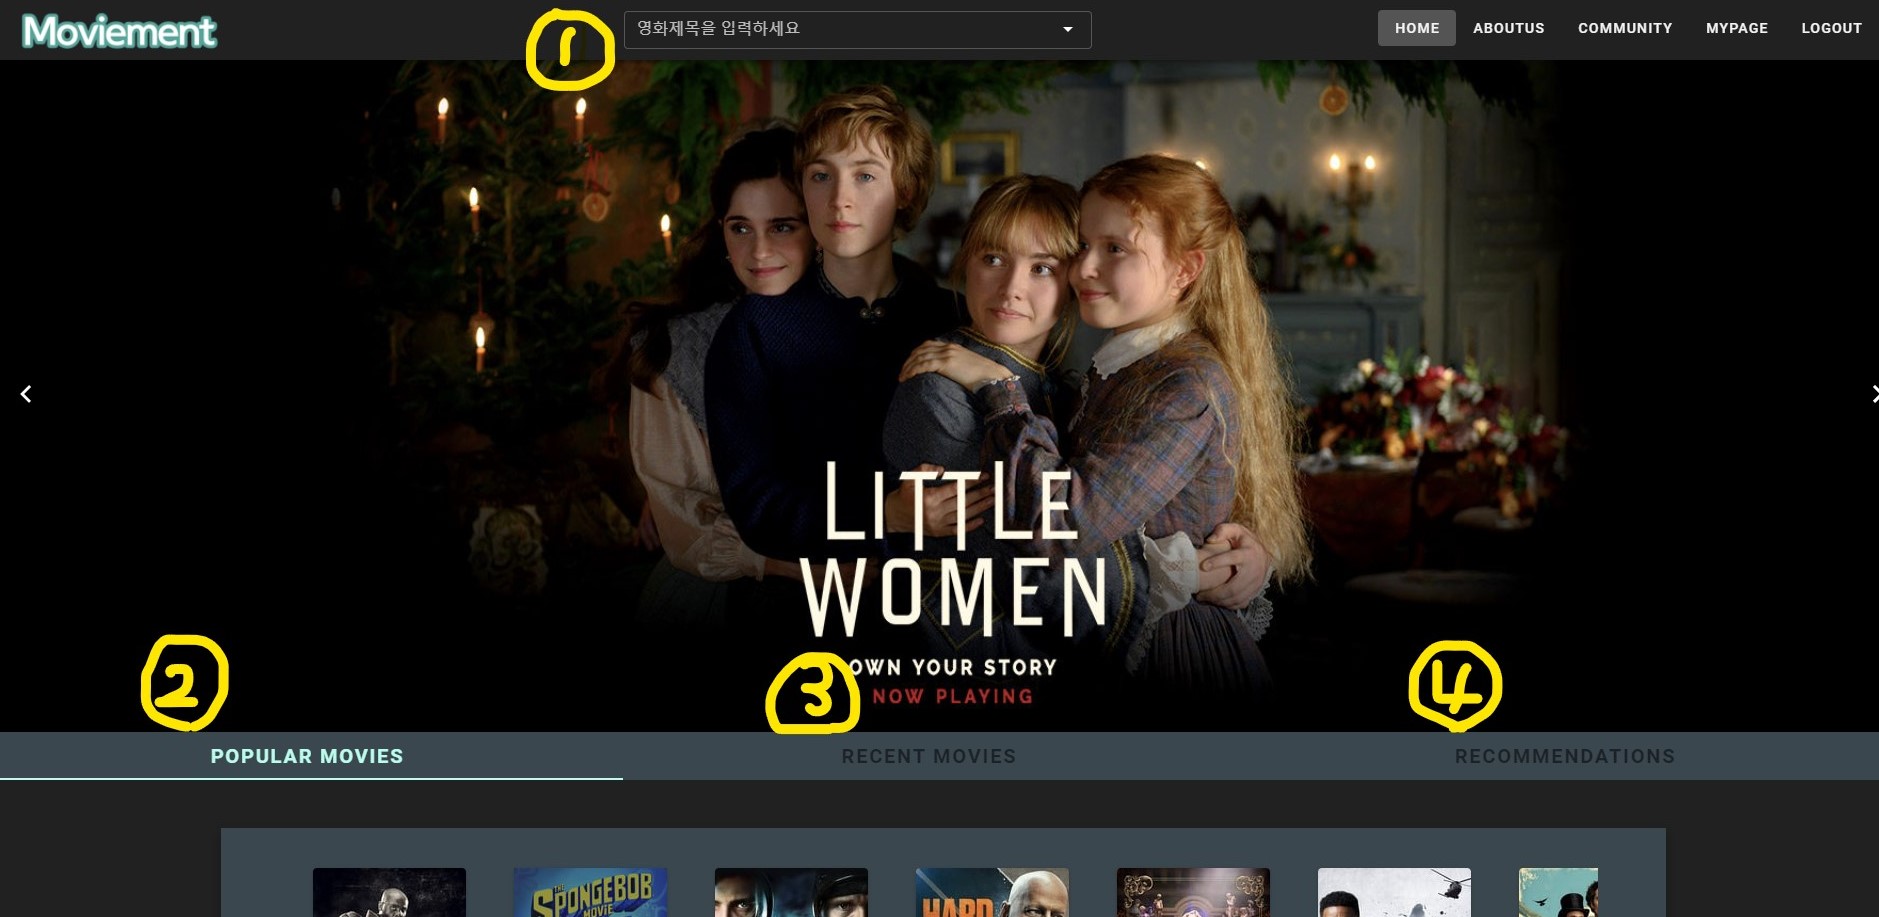 Moviement
1
영화제목을 입력하세요
HOME ABOUTUS COMMUNITY MYPAGE LOGOUT
LITTLE
WOMEN
OWN YOUR STORY
NOW PLAYING
2
3
4
POPULAR MOVIES RECENT MOVIES RECOMMENDATIONS
THE
SPONGEBOB
MOVIE
HARD